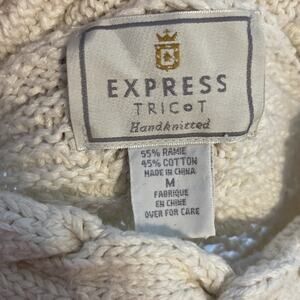 EXPRESS
TRICOT
Handknitted
55% RAMIE
45% COTTON
MADE IN CHINA
M
FABRIQUE
EN CHINE
OVER FOR CARE